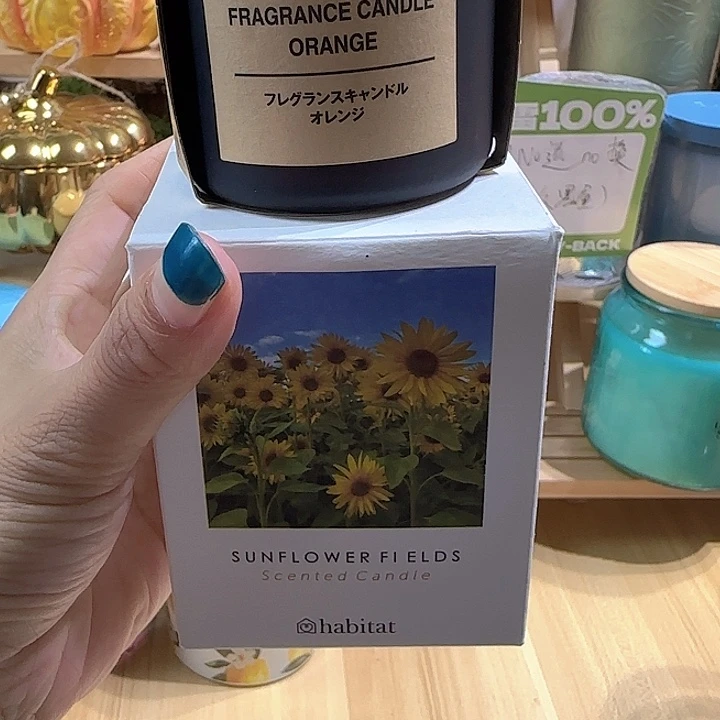 FRAGRANCE CANDLE
ORANGE
フレグランスキャンドル
オレンジ
100%
-BACK
SUNFLOWER FIELDS
Scented Candle
habitat